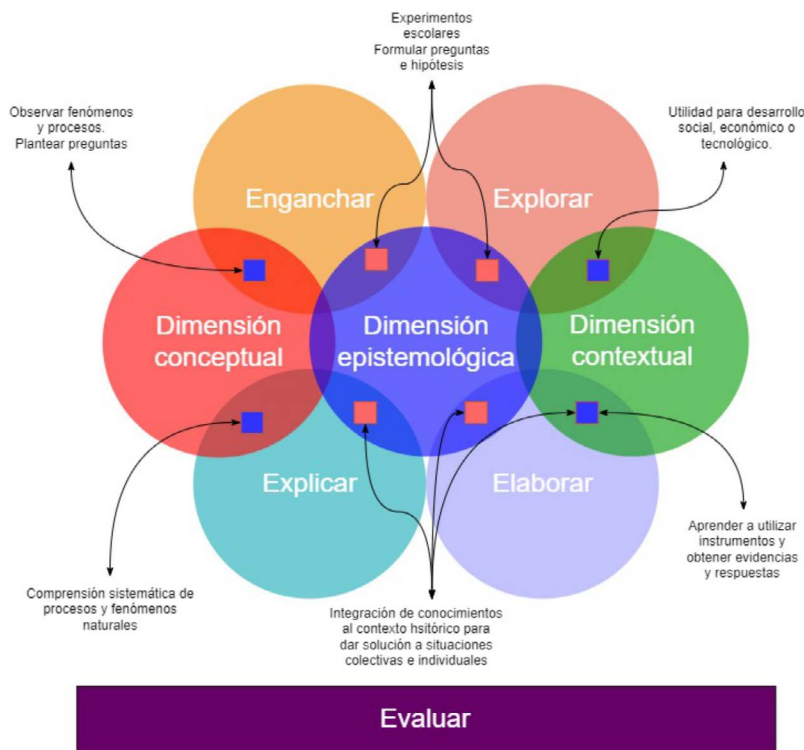 Experimentos
escolares
Formular preguntas
e hipótesis
Observar fenómenos
y procesos.
Plantear preguntas
Utilidad para desarrollo
social, económico o
tecnológico.
Enganchar
Explorar
Dimensión
conceptual
Dimensión
epistemológica
Dimensión
contextual
Explicar
Elaborar
Aprender a utilizar
instrumentos y
obtener evidencias
y respuestas
Comprensión sistemática de
procesos y fenómenos
naturales
Integración de conocimientos
al contexto hsitórico para
dar solución a situaciones
colectivas e individuales
Evaluar